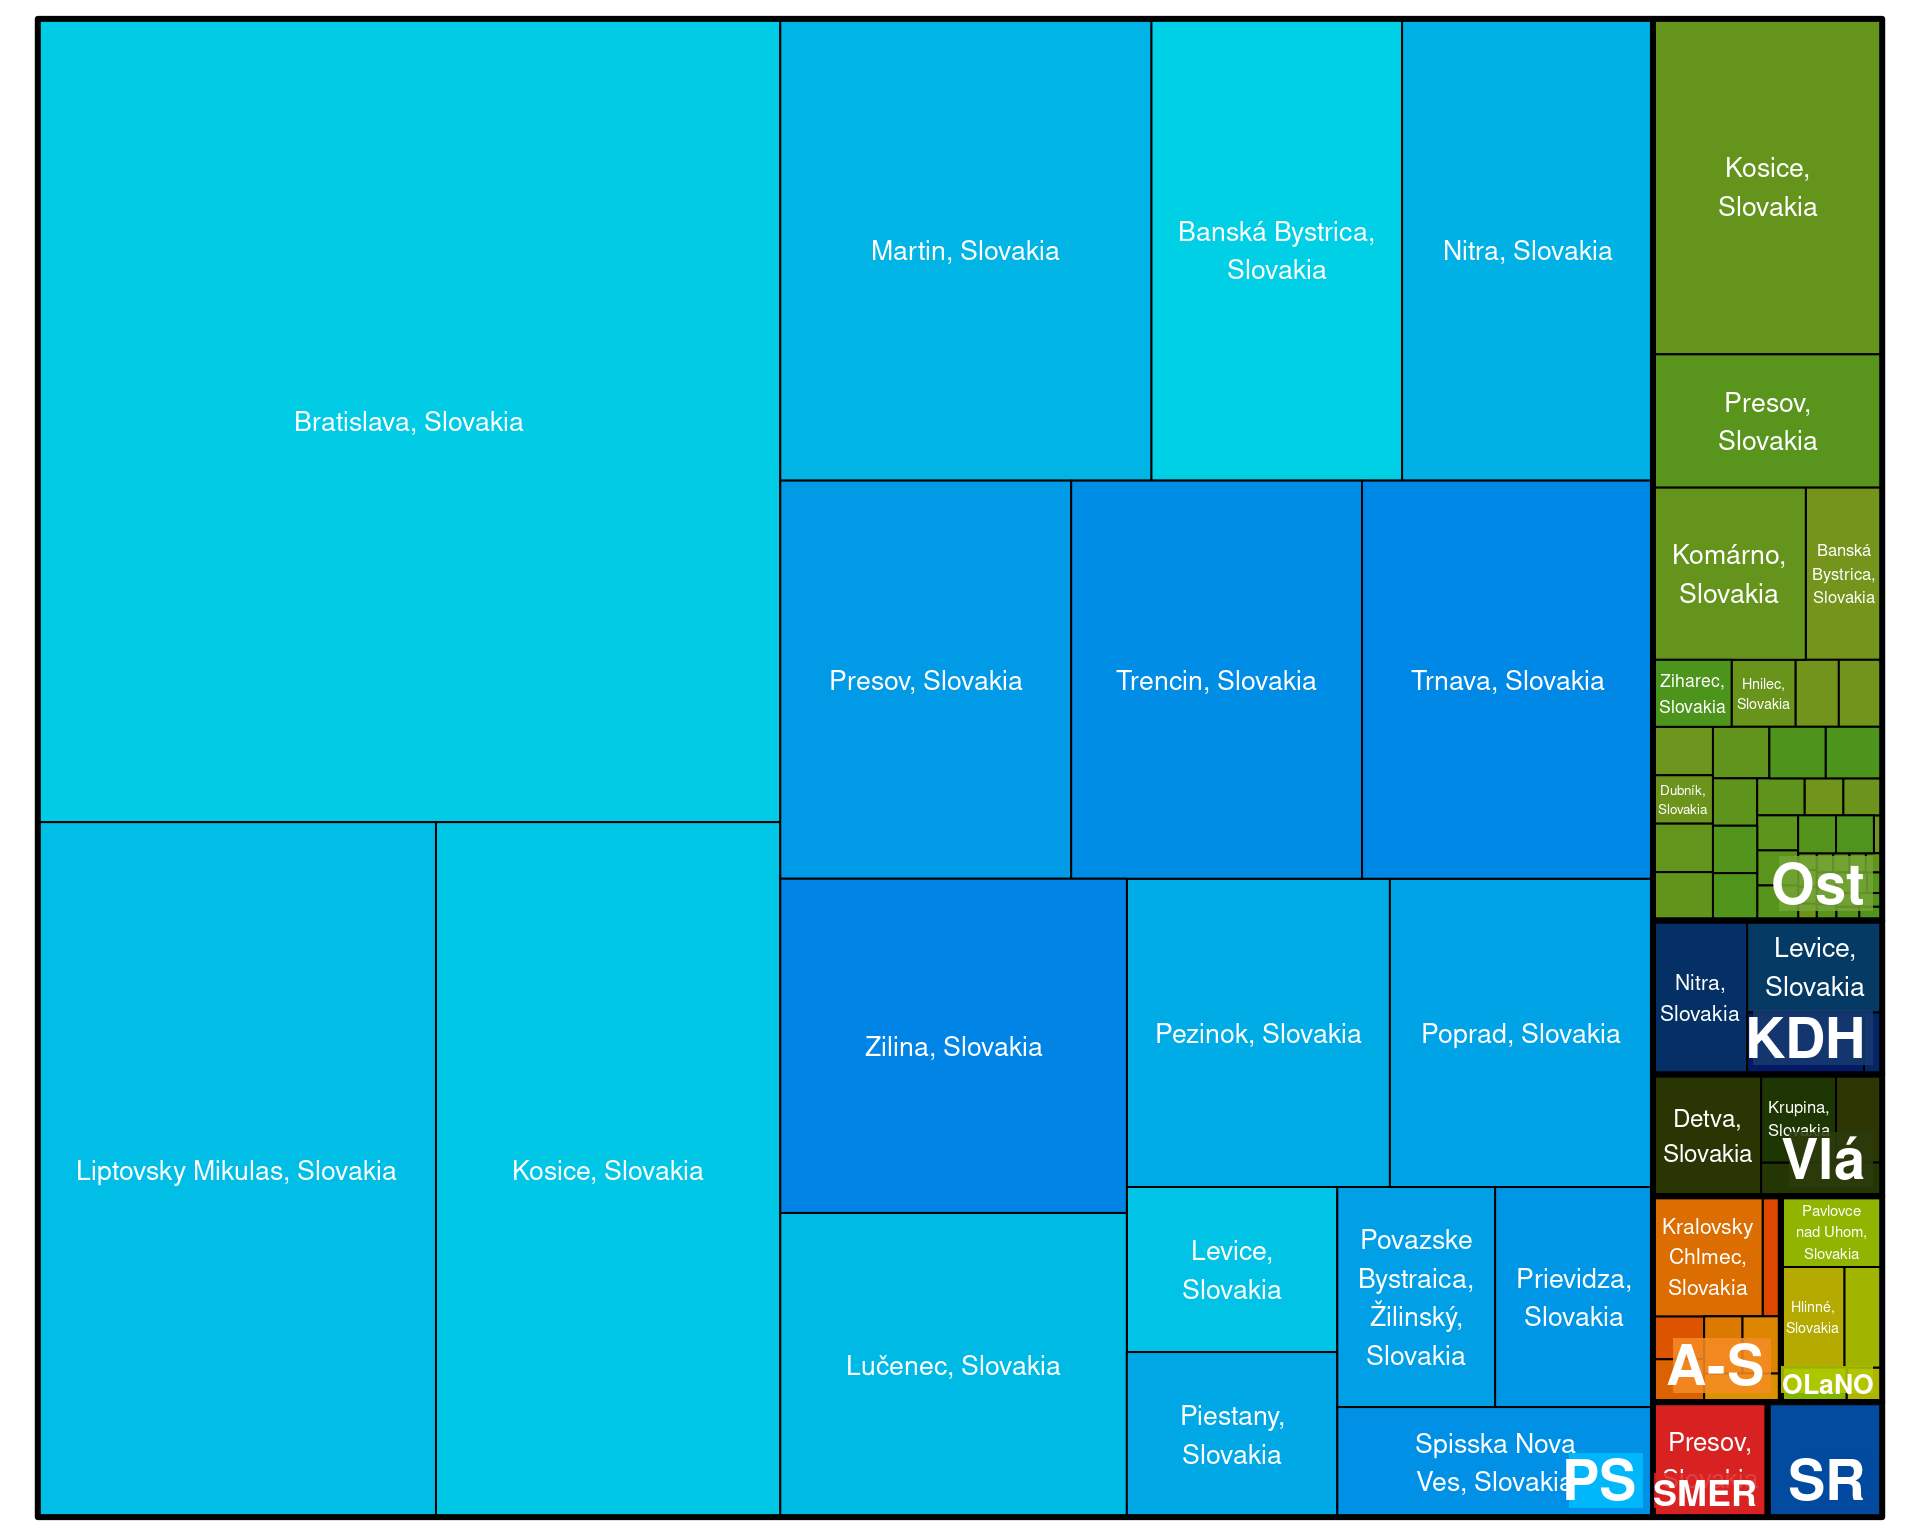 Bratislava, Slovakia
Martin, Slovakia
Banská Bystrica,
Slovakia
Nitra, Slovakia
Presov, Slovakia
Trencin, Slovakia
Trnava, Slovakia
Liptovsky Mikulas, Slovakia
Kosice, Slovakia
Zilina, Slovakia
Pezinok, Slovakia
Poprad, Slovakia
Lučenec, Slovakia
Levice,
Slovakia
Piestany,
Slovakia
Povazske
Bystraica,
Žilinský,
Slovakia
Prievidza,
Slovakia
Spisska Nova
Ves, Slovakia
PS
Kosice,
Slovakia
Presov,
Slovakia
Komárno,
Slovakia
Banská
Bystrica,
Slovakia
Ziharec,
Slovakia
Hnilec,
Slovakia
Dubník,
Slovakia
Ost
Nitra,
Slovakia
Levice,
Slovakia
KDH
Detva,
Slovakia
Krupina,
Slovakia
Vlá
Kralovsky
Chlmec,
Slovakia
A-S
Pavlovce
nad Uhom,
Slovakia
Hlinné,
Slovakia
OLaNO
Presov,
Slovakia
SMER
SR